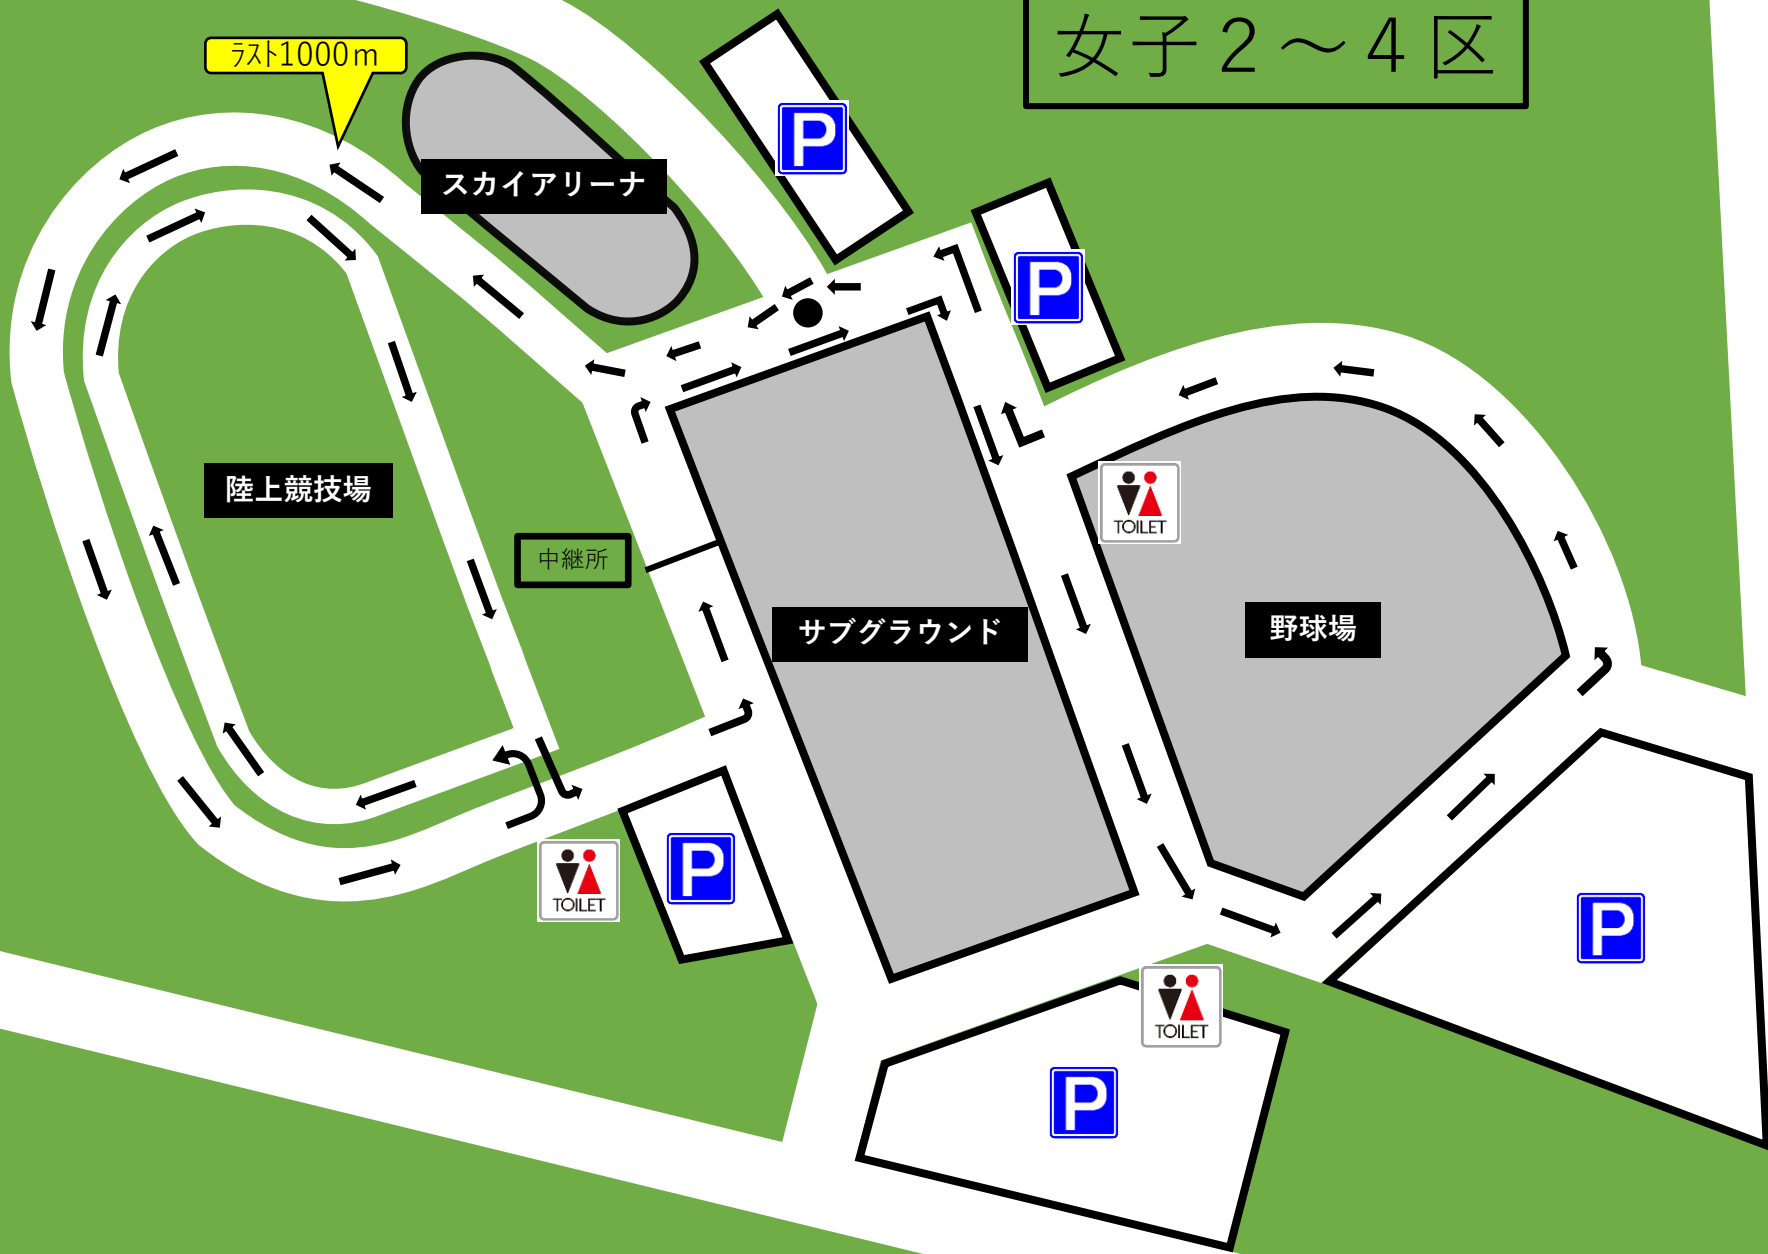 女子２～４区
ﾗｽﾄ1000ｍ
P
スカイアリーナ
P
陸上競技場
TOILET
中継所
サブグラウンド
野球場
P
TOILET
P
TOILET
P